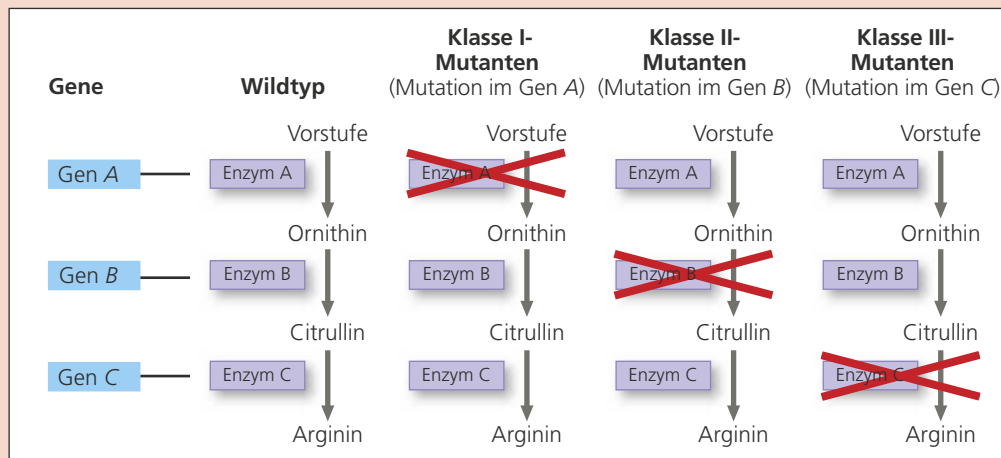 Gene
Wildtyp
Klasse I-
Mutanten
(Mutation im Gen A)
Klasse II-
Mutanten
(Mutation im Gen B)
Klasse III-
Mutanten
(Mutation im Gen C)
Vorstufe Vorstufe Vorstufe Vorstufe
Gen A Enzym A Enzym A Enzym A Enzym A
Ornithin Ornithin Ornithin Ornithin
Gen B Enzym B Enzym B Enzym B Enzym B
Citrullin Citrullin Citrullin Citrullin
Gen C Enzym C Enzym C Enzym C Enzym C
Arginin Arginin Arginin Arginin